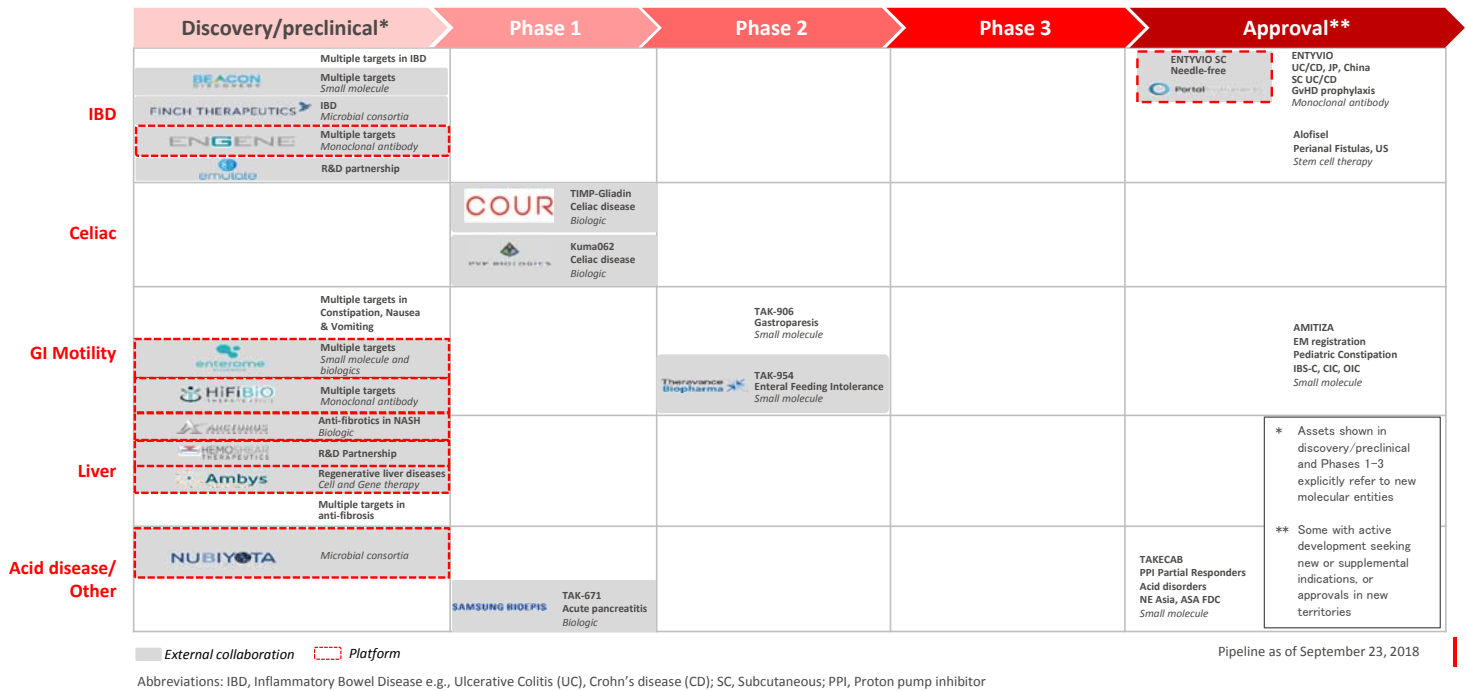 Discovery/preclinical*
Phase 1
Phase 2
Phase 3
Approval**
IBD
Multiple targets in IBD
BEACON
DISCOVERY
Multiple targets
Small molecule
FINCH THERAPEUTICS
IBD
Microbial consortia
ENGENE
Multiple targets
Monoclonal antibody
emulate
R&D partnership
ENTYVIO SC
Needle-free
Portal
ENTYVIO
UC/CD, JP, China
SC UC/CD
GvHD prophylaxis
Monoclonal antibody
Alofisel
Perianal Fistulas, US
Stem cell therapy
Celiac
COUR
TIMP-Gliadin
Celiac disease
Biologic
PVP BIOLOGICS
Kuma062
Celiac disease
Biologic
GI Motility
Multiple targets in
Constipation, Nausea
& Vomiting
enterome
Multiple targets
Small molecule and
biologics
HiFiBiO
THERAPEUTICS
Multiple targets
Monoclonal antibody
TAK-906
Gastroparesis
Small molecule
Theravance
Biopharma
TAK-954
Enteral Feeding Intolerance
Small molecule
AMITIZA
EM registration
Pediatric Constipation
IBS-C, CIC, OIC
Small molecule
Liver
ARCTURUS
Anti-fibrotics in NASH
Biologic
HEMOSHEAR
THERAPEUTICS
R&D Partnership
Ambys
Regenerative liver diseases
Cell and Gene therapy
Multiple targets in
anti-fibrosis
Acid disease/
Other
NUBIYOTA
Microbial consortia
SAMSUNG BIOEPIS
TAK-671
Acute pancreatitis
Biologic
TAKECAB
PPI Partial Responders
Acid disorders
NE Asia, ASA FDC
Small molecule
* Assets shown in
discovery/preclinical
and Phases 1-3
explicitly refer to new
molecular entities
** Some with active
development seeking
new or supplemental
indications, or
approvals in new
territories
External collaboration
Platform
Pipeline as of September 23, 2018
Abbreviations: IBD, Inflammatory Bowel Disease e.g., Ulcerative Colitis (UC), Crohn's disease (CD); SC, Subcutaneous; PPI, Proton pump inhibitor